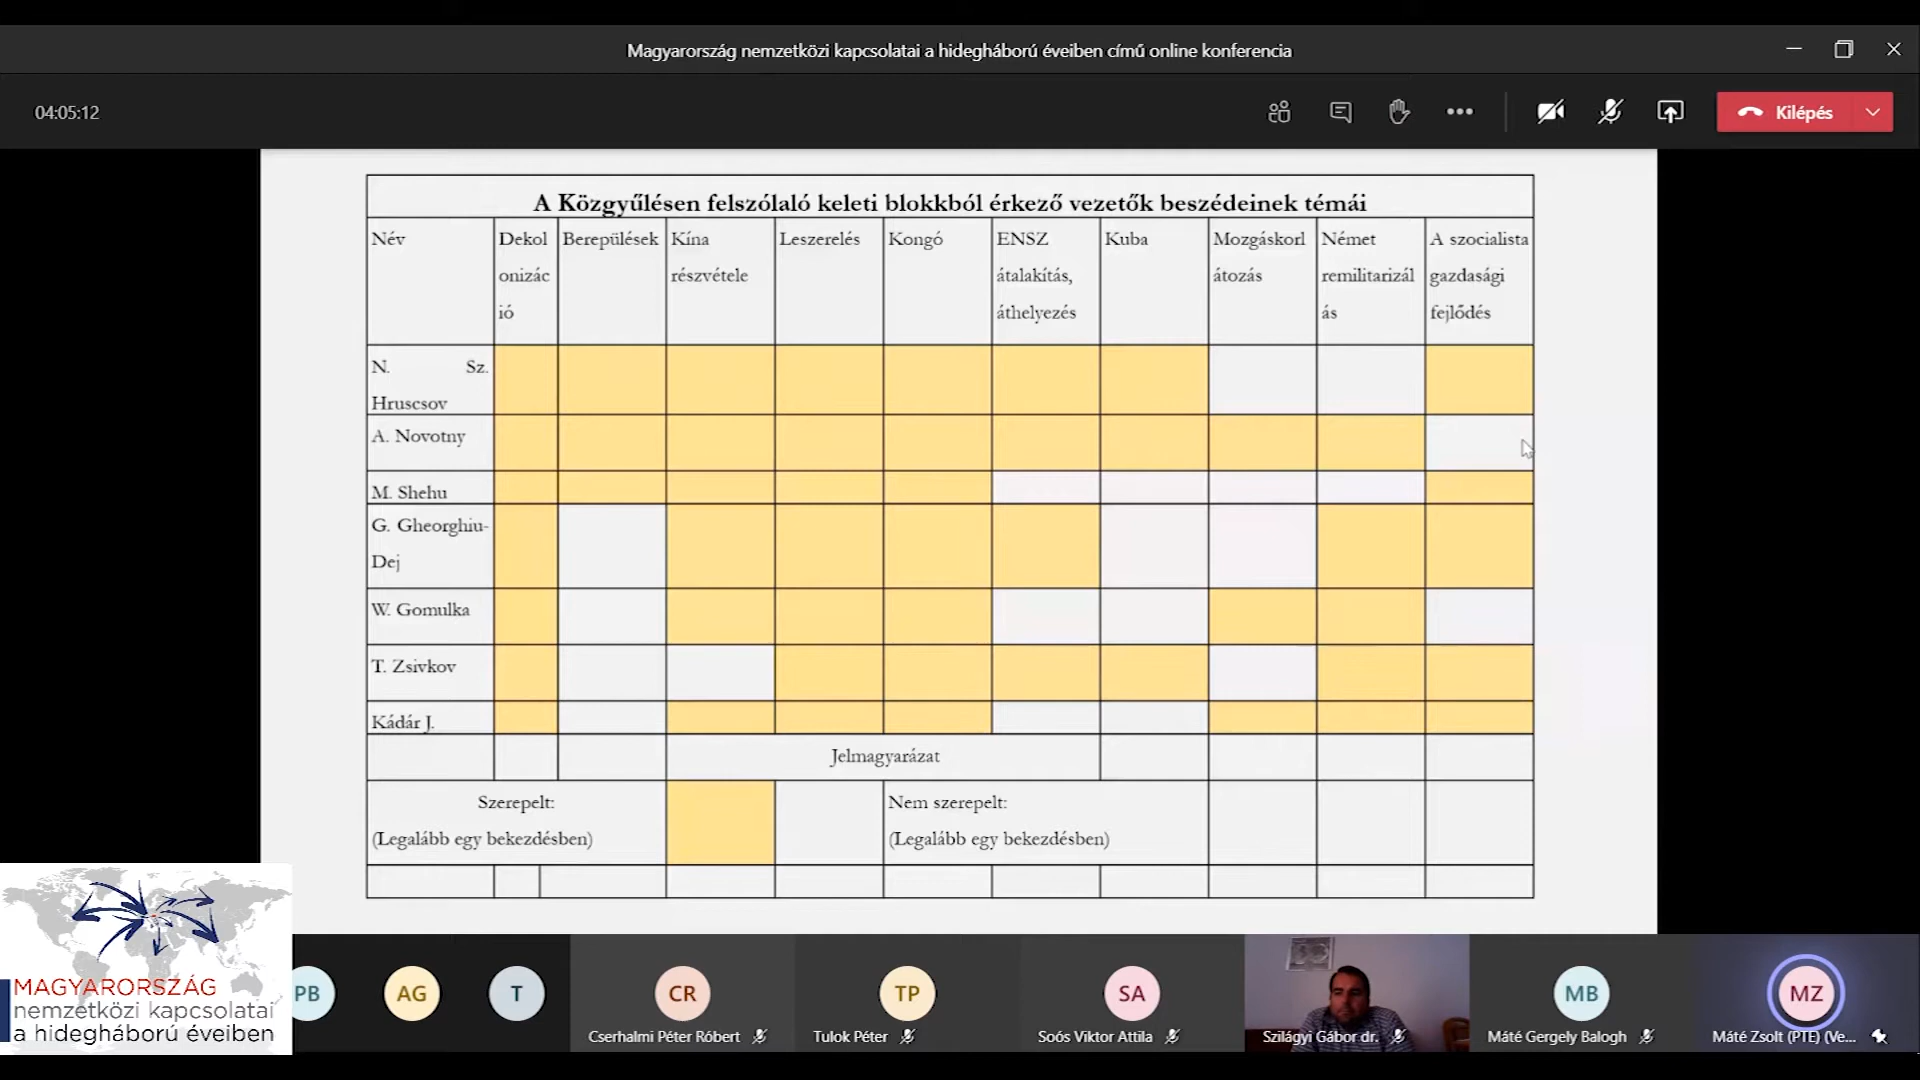 Magyarország nemzetközi kapcsolatai a hidegháború éveiben című online konferencia
04:05:12
Kilépés
A Közgyűlésen felszólaló keleti blokkból érkező vezetők beszédeinek témái
Név
Dekol
onizác
ió
Berepülések
Kína
részvétele
Leszerelés
Kongó
ENSZ
átalakítás,
áthelyezés
Kuba
Mozgáskorl
átozás
Német
remilitarizál
ás
A szocialista
gazdasági
fejlődés
N. Sz.
Hruscsov
A. Novotny
M. Shehu
G. Gheorghiu-
Dej
W. Gomulka
T. Zsivkov
Kádár J.
Jelmagyarázat
Szerepelt:
(Legalább egy bekezdésben)
Nem szerepelt:
(Legalább egy bekezdésben)
MAGYARORSZÁG
nemzetközi kapcsolatai
a hidegháború éveiben
PB
AG
T
CR
Cserhalmi Péter Róbert
TP
Tulok Péter
SA
Soós Viktor Attila
Szilágyi Gábor dr.
MB
Máté Gergely Balogh
MZ
Máté Zsolt (PTE) (Ve...